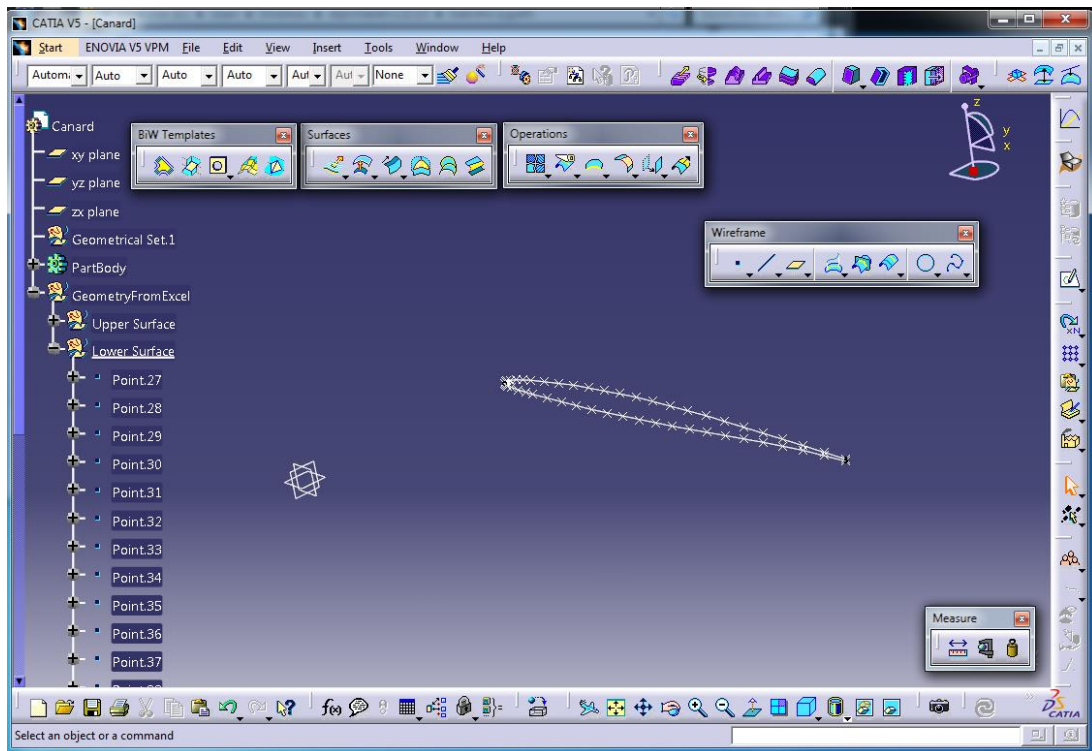 CATIA V5 - [Canard]
Start ENOVIA V5 VPM File Edit View Insert Tools Window Help
Auto Auto Auto Aut Aut None
Canard
xy plane
yz plane
zx plane
Geometrical Set.1
PartBody
GeometryFromExcel
Upper Surface
Lower Surface
Point.27
Point.28
Point.29
Point.30
Point.31
Point.32
Point.33
Point.34
Point.35
Point.36
Point.37
BiW Templates
Surfaces
Operations
Wireframe
z
y
x
Measure
f(x)
CATIA
Select an object or a command